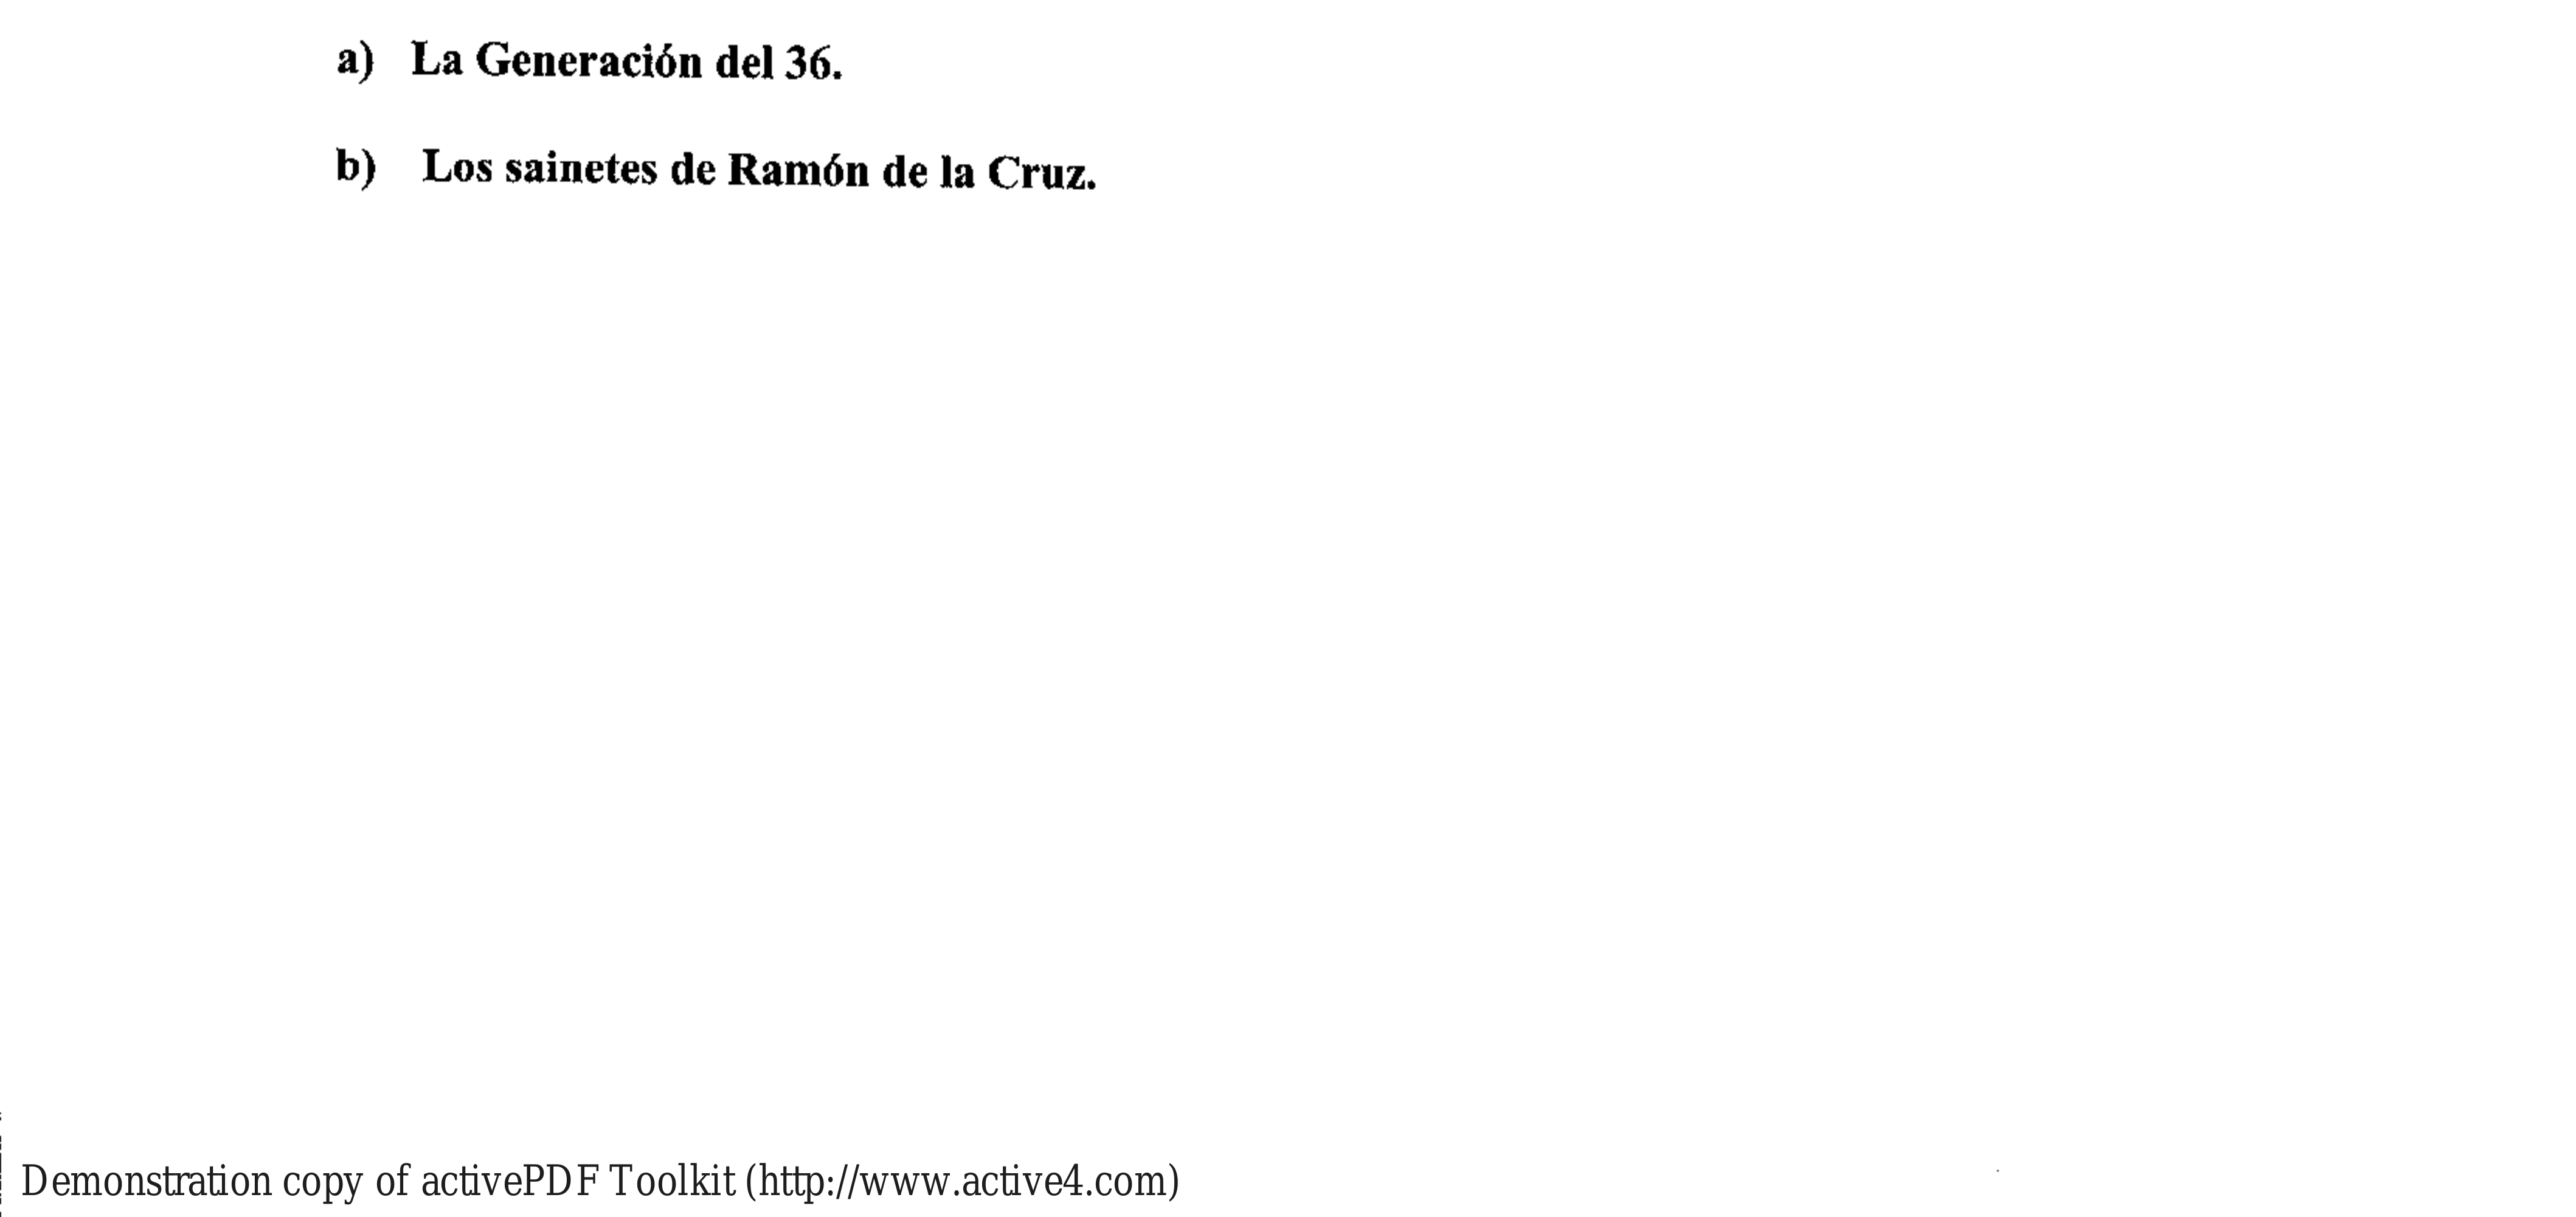 a) La Generación del 36.
b) Los sainetes de Ramón de la Cruz.
Demonstration copy of activePDF Toolkit (http://www.active4.com)